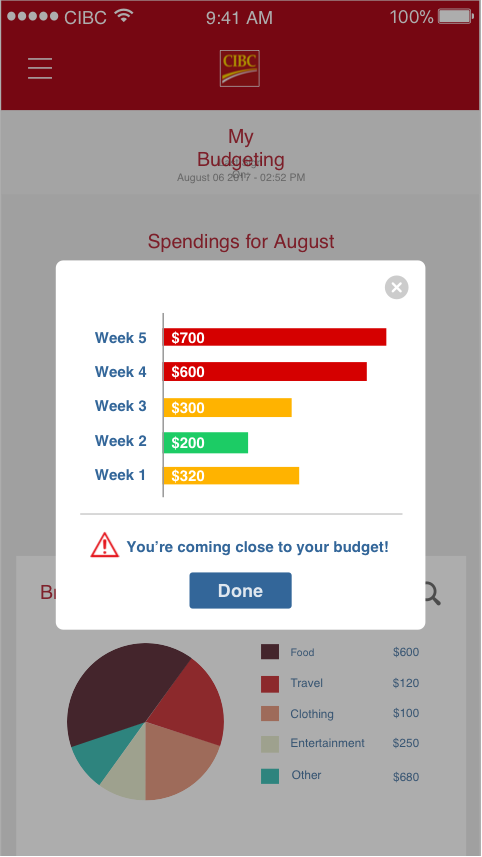 CIBC
9:41 AM
100%
CIBC
My
Budgeting
August 06 2017 - 02:52 PM
Spendings for August
Week 5 $700
Week 4 $600
Week 3 $300
Week 2 $200
Week 1 $320
You're coming close to your budget!
Done
Food $600
Travel $120
Clothing $100
Entertainment $250
Other $680